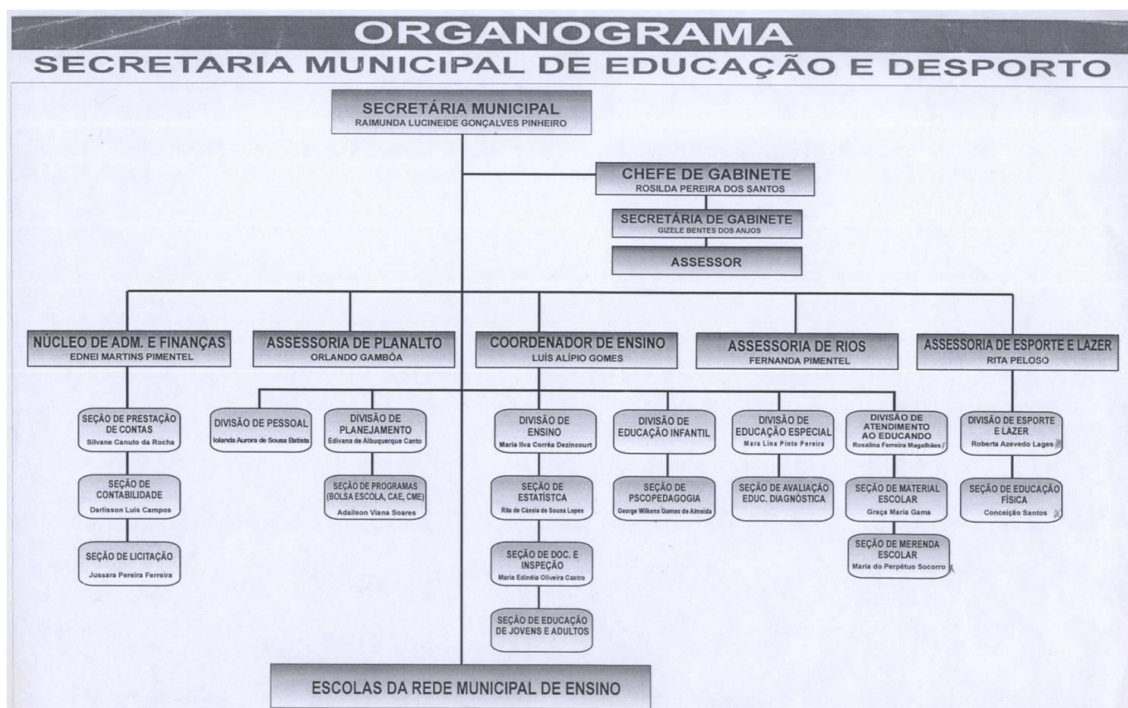 ORGANOGRAMA
SECRETARIA MUNICIPAL DE EDUCAÇÃO E DESPORTO
SECRETÁRIA MUNICIPAL
RAIMUNDA LUCINEIDE GONÇALVES PINHEIRO
CHEFE DE GABINETE
ROSILDA PEREIRA DOS SANTOS
SECRETÁRIA DE GABINETE
GIZELE BENTES DOS ANJOS
ASSESSOR
NÚCLEO DE ADM. E FINANÇAS
EDNEI MARTINS PIMENTEL
ASSESSORIA DE PLANALTO
ORLANDO GAMBÔA
COORDENADOR DE ENSINO
LUÍS ALÍPIO GOMES
ASSESSORIA DE RIOS
FERNANDA PIMENTEL
ASSESSORIA DE ESPORTE E LAZER
RITA PELOSO
SEÇÃO DE PRESTAÇÃO
DE CONTAS
Silvane Canuto da Rocha
DIVISÃO DE PESSOAL
Iolanda Aurora de Sousa Batista
DIVISÃO DE
PLANEJAMENTO
Edivana de Albuquerque Canto
DIVISÃO DE
ENSINO
Maria Ilva Corrêa Dezincourt
DIVISÃO DE
EDUCAÇÃO INFANTIL
DIVISÃO DE
EDUCAÇÃO ESPECIAL
Mara Lina Pinto Pereira
DIVISÃO DE
ATENDIMENTO
AO EDUCANDO
Rosalina Ferreira Magalhães
DIVISÃO DE ESPORTE
E LAZER
Roberta Azevedo Lages
SEÇÃO DE
CONTABILIDADE
Darlisson Luis Campos
SEÇÃO DE PROGRAMAS
(BOLSA ESCOLA, CAE, CME)
Adailson Viana Soares
SEÇÃO DE
ESTATÍSTCA
Rita de Cássia de Sousa Lopes
SEÇÃO DE
PSCOPEDAGOGIA
George Wilkens Gomes de Almeida
SEÇÃO DE AVALIAÇÃO
EDUC. DIAGNÓSTICA
SEÇÃO DE MATERIAL
ESCOLAR
Graça Maria Gama
SEÇÃO DE EDUCAÇÃO
FÍSICA
Conceição Santos
SEÇÃO DE LICITAÇÃO
Jussara Pereira Ferreira
SEÇÃO DE DOC. E
INSPEÇÃO
Maria Edinéia Oliveira Castro
SEÇÃO DE MERENDA
ESCOLAR
Maria do Perpétuo Socorro
SEÇÃO DE EDUCAÇÃO
DE JOVENS E ADULTOS
ESCOLAS DA REDE MUNICIPAL DE ENSINO